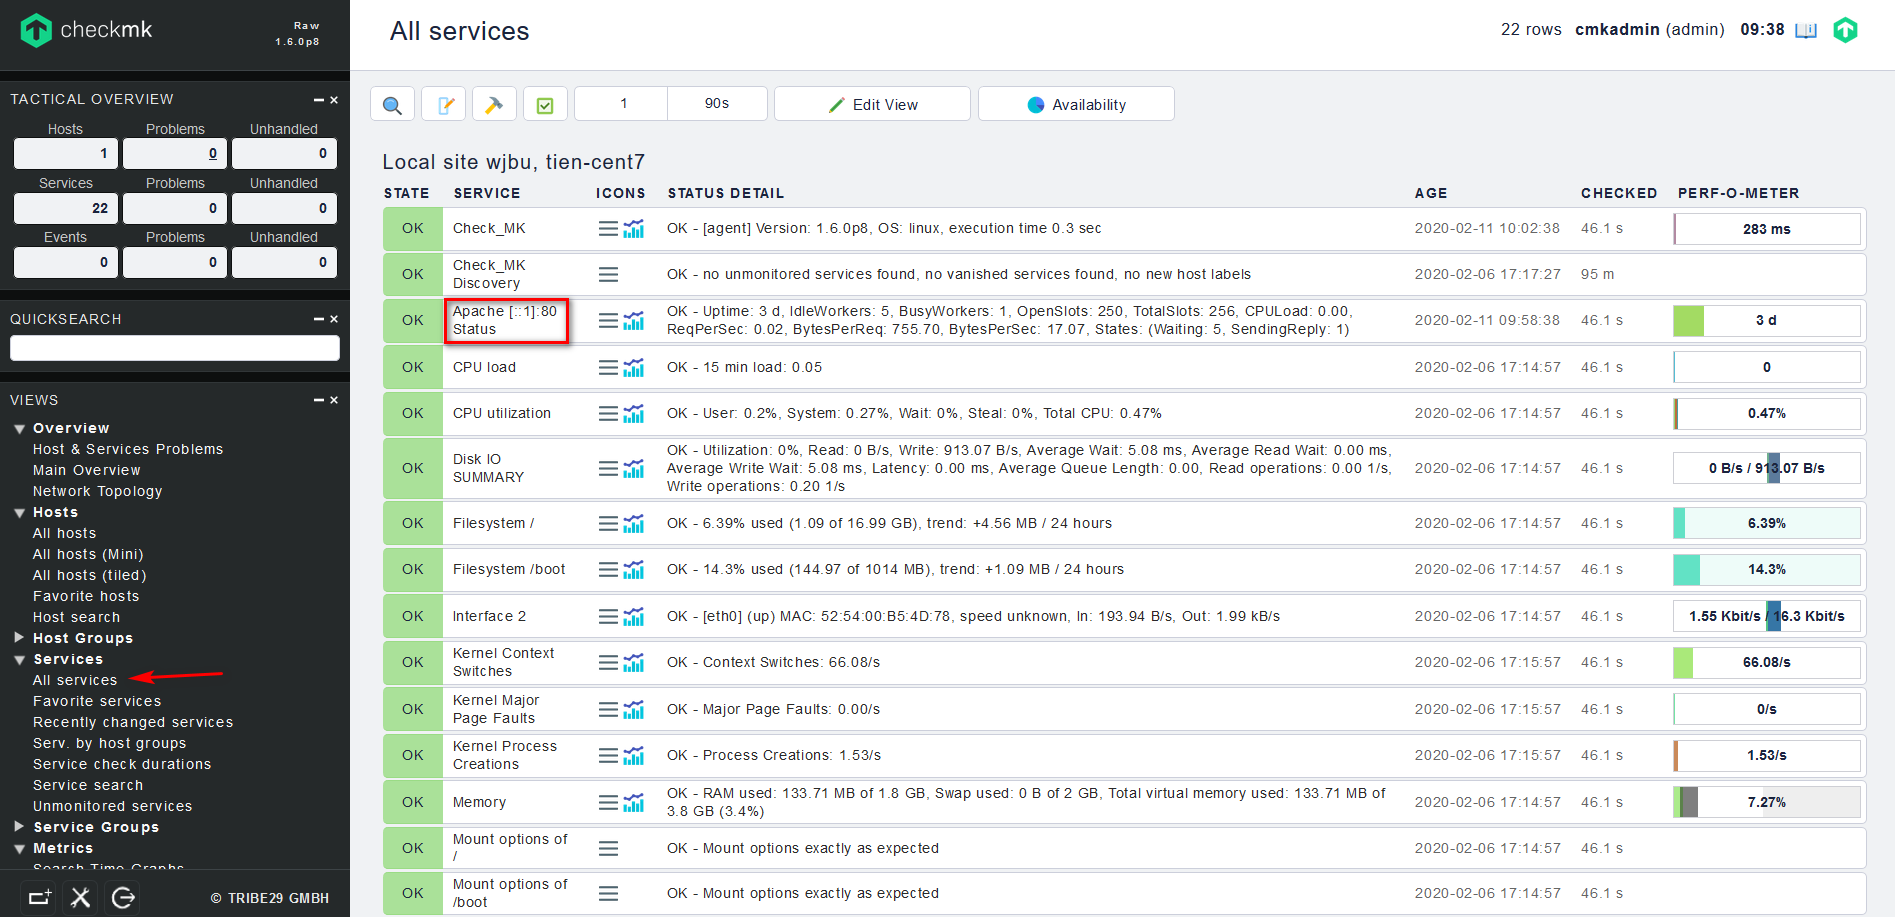 checkmk
Raw
1.6.0p8
All services
22 rows cmkadmin (admin) 09:38
TACTICAL OVERVIEW
Hosts Problems Unhandled
1 0 0
Services Problems Unhandled
22 0 0
Events Problems Unhandled
0 0 0
QUICKSEARCH
VIEWS
Overview
Host & Services Problems
Main Overview
Network Topology
Hosts
All hosts
All hosts (Mini)
All hosts (tiled)
Favorite hosts
Host search
Host Groups
Services
All services
Favorite services
Recently changed services
Serv. by host groups
Service check durations
Service search
Unmonitored services
Service Groups
Metrics
Search Time Graphs
© TRIBE29 GMBH
1 90s Edit View Availability
Local site wjbu, tien-cent7
STATE SERVICE ICONS STATUS DETAIL AGE CHECKED PERF-O-METER
OK Check_MK OK - [agent] Version: 1.6.0p8, OS: linux, execution time 0.3 sec 2020-02-11 10:02:38 46.1 s 283 ms
OK Check_MK
Discovery OK - no unmonitored services found, no vanished services found, no new host labels 2020-02-06 17:17:27 95 m
OK Apache [::1]:80
Status OK - Uptime: 3 d, IdleWorkers: 5, BusyWorkers: 1, OpenSlots: 250, TotalSlots: 256, CPULoad: 0.00,
ReqPerSec: 0.02, BytesPerReq: 755.70, BytesPerSec: 17.07, States: (Waiting: 5, SendingReply: 1) 2020-02-11 09:58:38 46.1 s 3 d
OK CPU load OK - 15 min load: 0.05 2020-02-06 17:14:57 46.1 s 0
OK CPU utilization OK - User: 0.2%, System: 0.27%, Wait: 0%, Steal: 0%, Total CPU: 0.47% 2020-02-06 17:14:57 46.1 s 0.47%
OK Disk IO
SUMMARY OK - Utilization: 0%, Read: 0 B/s, Write: 913.07 B/s, Average Wait: 5.08 ms, Average Read Wait: 0.00 ms,
Average Write Wait: 5.08 ms, Latency: 0.00 ms, Average Queue Length: 0.00, Read operations: 0.00 1/s,
Write operations: 0.20 1/s 2020-02-06 17:14:57 46.1 s 0 B/s / 913.07 B/s
OK Filesystem / OK - 6.39% used (1.09 of 16.99 GB), trend: +4.56 MB / 24 hours 2020-02-06 17:14:57 46.1 s 6.39%
OK Filesystem /boot OK - 14.3% used (144.97 of 1014 MB), trend: +1.09 MB / 24 hours 2020-02-06 17:14:57 46.1 s 14.3%
OK Interface 2 OK - [eth0] (up) MAC: 52:54:00:B5:4D:78, speed unknown, In: 193.94 B/s, Out: 1.99 kB/s 2020-02-06 17:14:57 46.1 s 1.55 Kbit/s / 16.3 Kbit/s
OK Kernel Context
Switches OK - Context Switches: 66.08/s 2020-02-06 17:15:57 46.1 s 66.08/s
OK Kernel Major
Page Faults OK - Major Page Faults: 0.00/s 2020-02-06 17:15:57 46.1 s 0/s
OK Kernel Process
Creations OK - Process Creations: 1.53/s 2020-02-06 17:15:57 46.1 s 1.53/s
OK Memory OK - RAM used: 133.71 MB of 1.8 GB, Swap used: 0 B of 2 GB, Total virtual memory used: 133.71 MB of
3.8 GB (3.4%) 2020-02-06 17:14:57 46.1 s 7.27%
OK Mount options of
/ OK - Mount options exactly as expected 2020-02-06 17:14:57 46.1 s
OK Mount options of
/boot OK - Mount options exactly as expected 2020-02-06 17:14:57 46.1 s